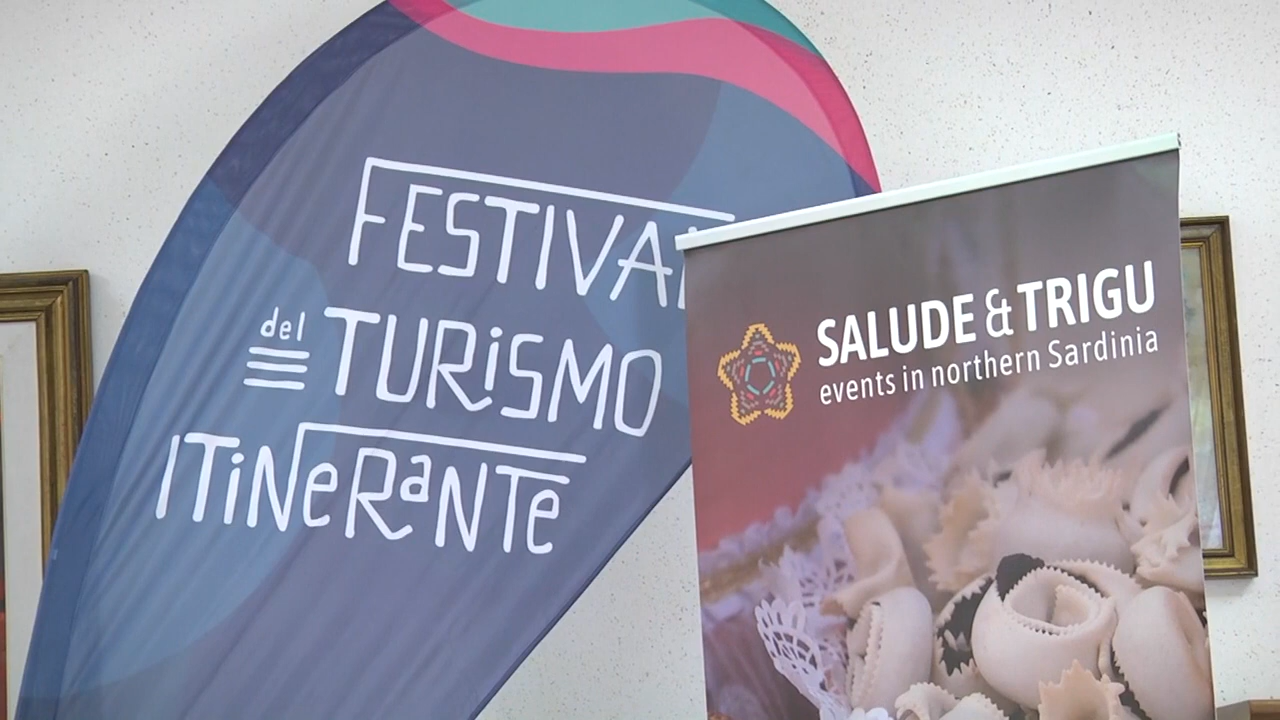 FESTIVAL
del TURiSMO
ITiNeRaNTe
SALUDE & TRIGU
events in northern Sardinia